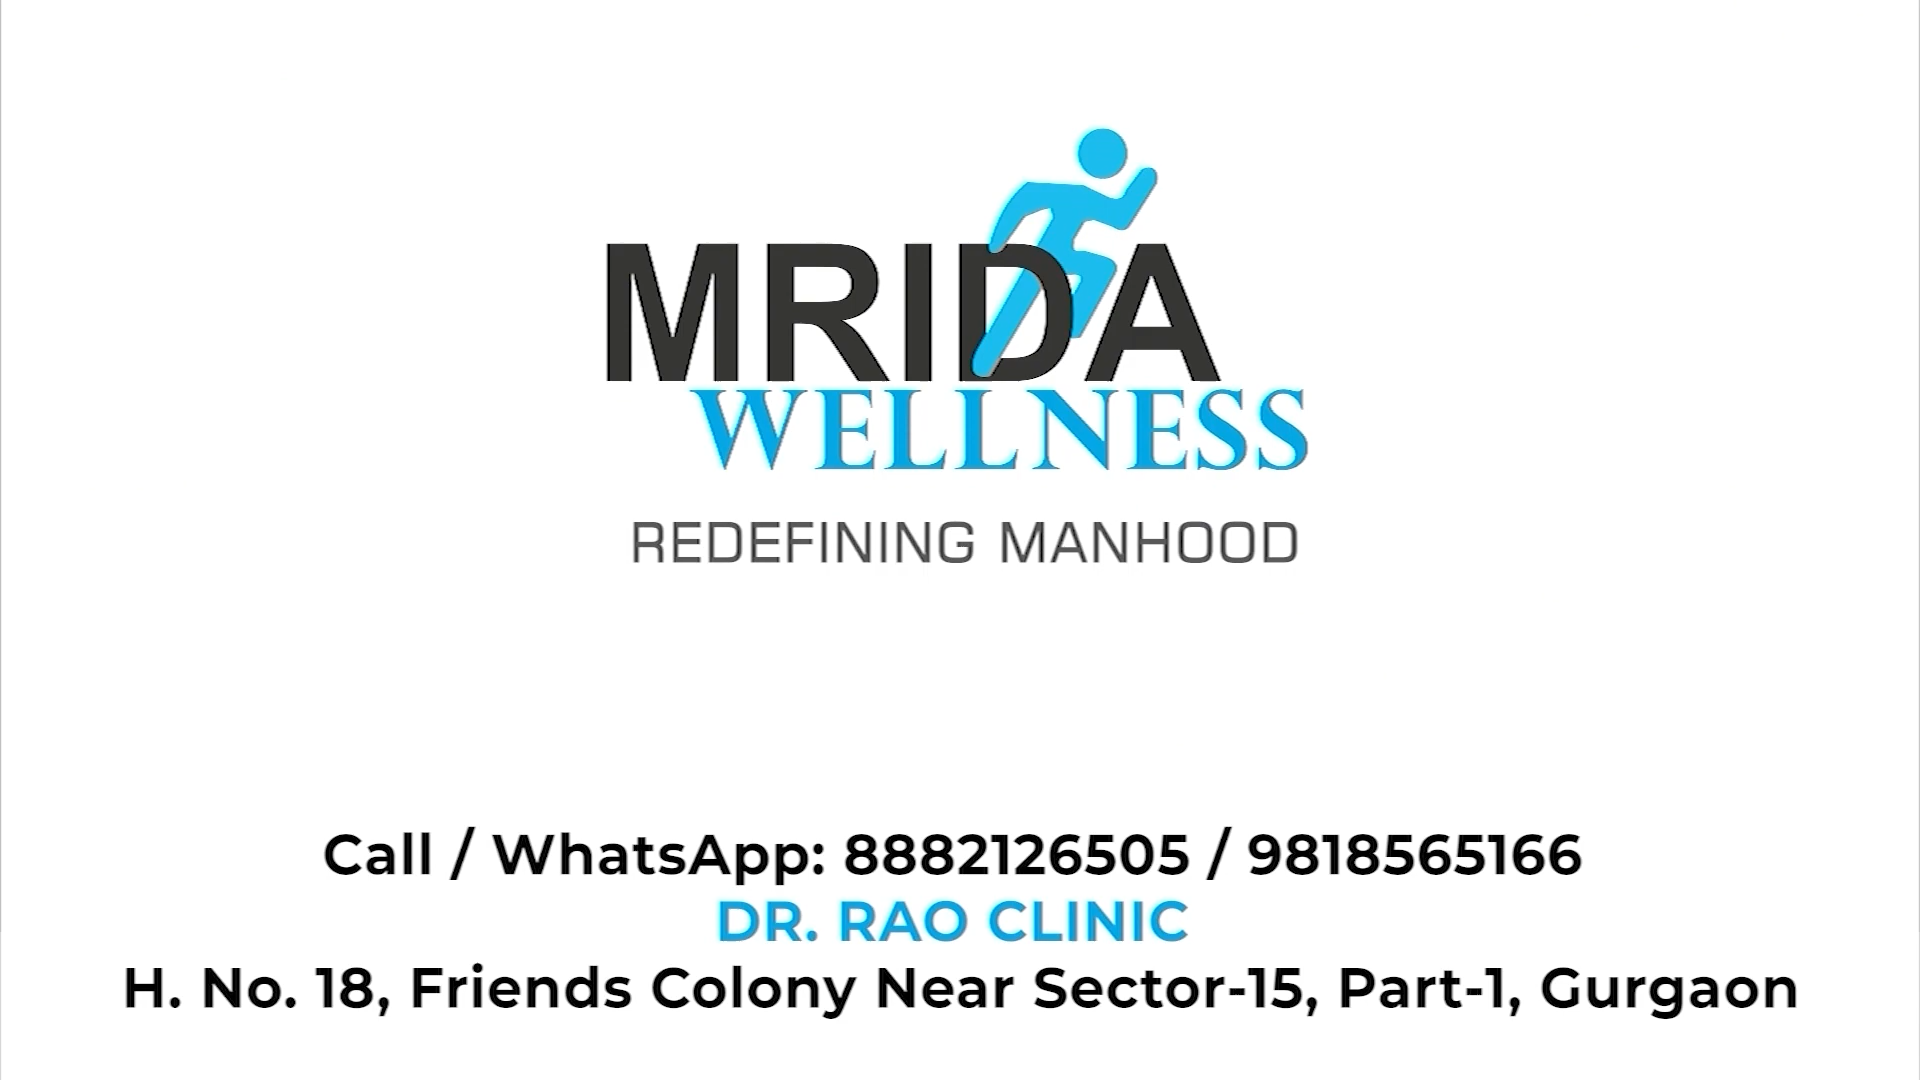 MRIDA
WELLNESS
REDEFINING MANHOOD
Call / WhatsApp: 8882126505 / 9818565166
DR. RAO CLINIC
H. No. 18, Friends Colony Near Sector-15, Part-1, Gurgaon